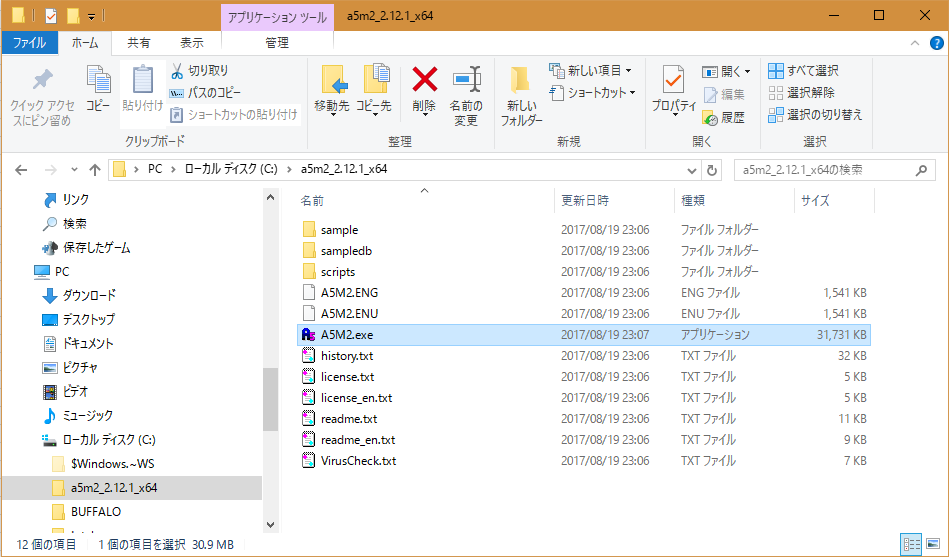 アプリケーション ツール a5m2_2.12.1_x64
ファイル ホーム 共有 表示 管理
クイック アクセスにピン留め
コピー
貼り付け
切り取り
パスのコピー
ショートカットの貼り付け
クリップボード
移動先
コピー先
削除
名前の変更
整理
新しいフォルダー
新しい項目
ショートカット
新規
プロパティ
開く
編集
履歴
開く
すべて選択
選択解除
選択の切り替え
選択
PC ローカル ディスク (C:) a5m2_2.12.1_x64
a5m2_2.12.1_x64の検索
リンク
検索
保存したゲーム
PC
ダウンロード
デスクトップ
ドキュメント
ピクチャ
ビデオ
ミュージック
ローカル ディスク (C:)
$Windows.~WS
a5m2_2.12.1_x64
BUFFALO
名前 更新日時 種類 サイズ
sample 2017/08/19 23:06 ファイル フォルダー
sampledb 2017/08/19 23:06 ファイル フォルダー
scripts 2017/08/19 23:06 ファイル フォルダー
A5M2.ENG 2017/08/19 23:06 ENG ファイル 1,541 KB
A5M2.ENU 2017/08/19 23:06 ENU ファイル 1,541 KB
A5M2.exe 2017/08/19 23:07 アプリケーション 31,731 KB
history.txt 2017/08/19 23:06 TXT ファイル 32 KB
license.txt 2017/08/19 23:06 TXT ファイル 5 KB
license_en.txt 2017/08/19 23:06 TXT ファイル 5 KB
readme.txt 2017/08/19 23:06 TXT ファイル 11 KB
readme_en.txt 2017/08/19 23:06 TXT ファイル 9 KB
VirusCheck.txt 2017/08/19 23:06 TXT ファイル 7 KB
12 個の項目 1 個の項目を選択 30.9 MB